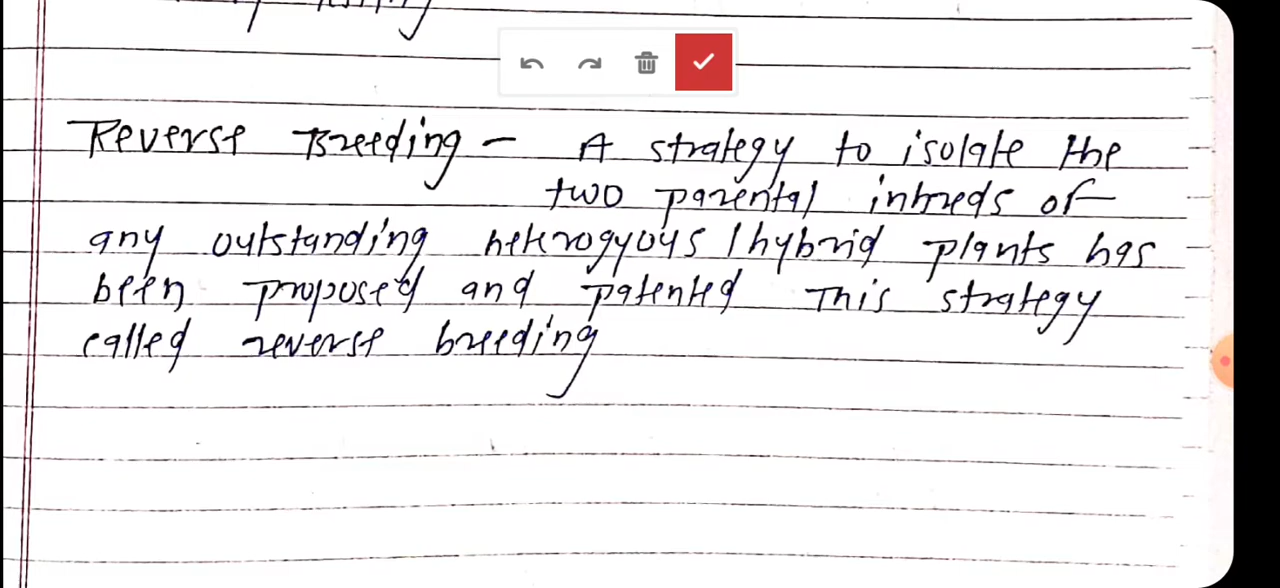 Reverse Breeding - A strategy to isolate the
two parental inbreds of
any outstanding heterogyous / hybrid plants has
been proposed and patented This strategy
called reverse breeding